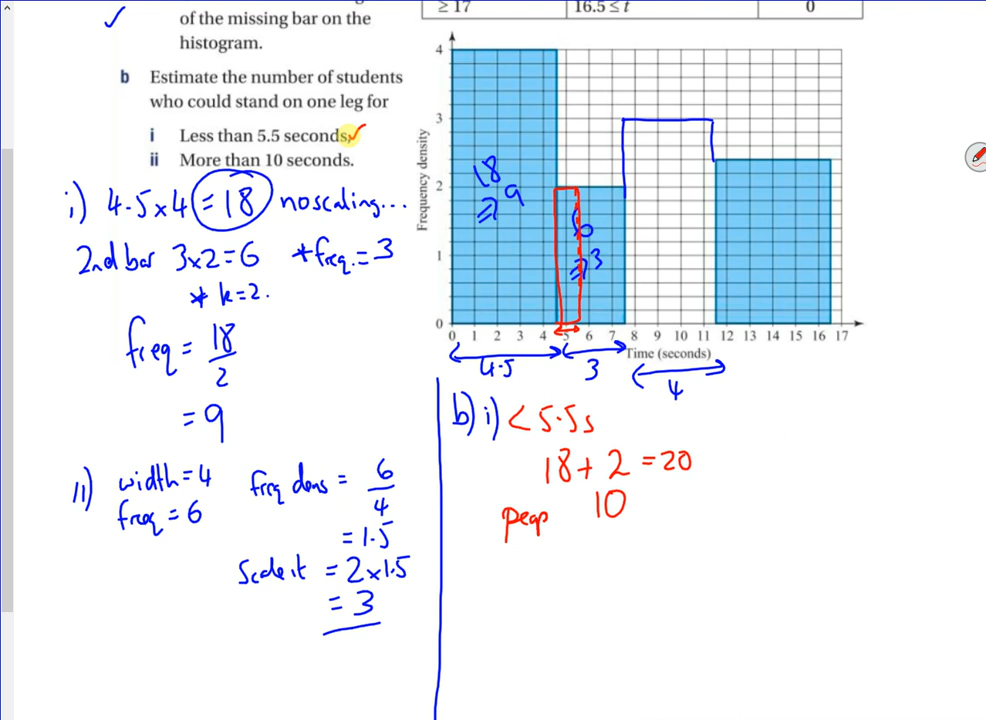 ≥ 17 16.5 ≤ t 0
of the missing bar on the
histogram.
b Estimate the number of students
who could stand on one leg for
i Less than 5.5 seconds.
ii More than 10 seconds.
i) 4.5 x 4 = 18 no scaling...
2nd bar 3x2=6 *freq.=3
* k=2.
freq = 18
2
= 9
11) width=4
freq=6
freq dens = 6
4
= 1.5
Scale it = 2x1.5
= 3
Frequency density
4
3
2
1
0
18
⇒ 9
6
⇒ 3
0 1 2 3 4 5 6 7 8 9 10 11 12 13 14 15 16 17
Time (seconds)
4.5
3
4
b) i) < 5.5s
18 + 2 = 20
peop 10